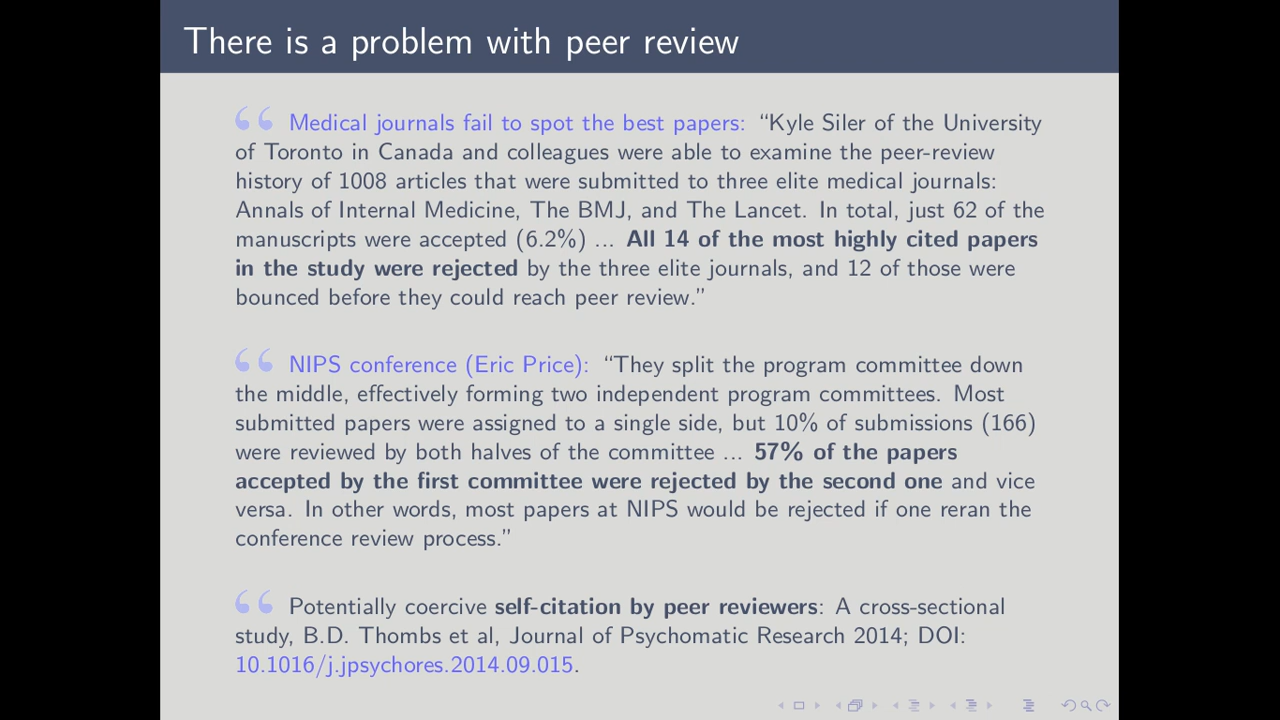 There is a problem with peer review
“ Medical journals fail to spot the best papers: “Kyle Siler of the University
of Toronto in Canada and colleagues were able to examine the peer-review
history of 1008 articles that were submitted to three elite medical journals:
Annals of Internal Medicine, The BMJ, and The Lancet. In total, just 62 of the
manuscripts were accepted (6.2%) ... All 14 of the most highly cited papers
in the study were rejected by the three elite journals, and 12 of those were
bounced before they could reach peer review.”
“ NIPS conference (Eric Price): “They split the program committee down
the middle, effectively forming two independent program committees. Most
submitted papers were assigned to a single side, but 10% of submissions (166)
were reviewed by both halves of the committee ... 57% of the papers
accepted by the first committee were rejected by the second one and vice
versa. In other words, most papers at NIPS would be rejected if one reran the
conference review process.”
“ Potentially coercive self-citation by peer reviewers: A cross-sectional
study, B.D. Thombs et al, Journal of Psychomatic Research 2014; DOI:
10.1016/j.jpsychores.2014.09.015.